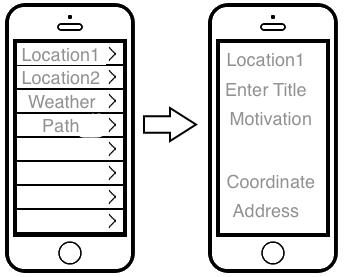 Location1
Location2
Weather
Path
Location1
Enter Title
Motivation
Coordinate
Address